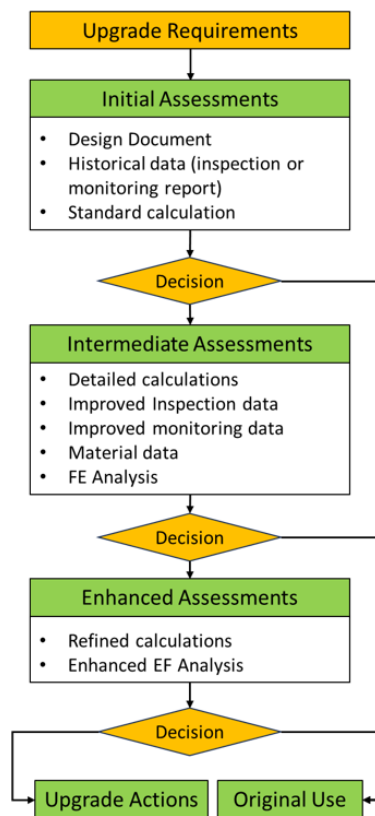 Upgrade Requirements
Initial Assessments
• Design Document
• Historical data (inspection or
monitoring report)
• Standard calculation
Decision
Intermediate Assessments
• Detailed calculations
• Improved Inspection data
• Improved monitoring data
• Material data
• FE Analysis
Decision
Enhanced Assessments
• Refined calculations
• Enhanced EF Analysis
Decision
Upgrade Actions
Original Use